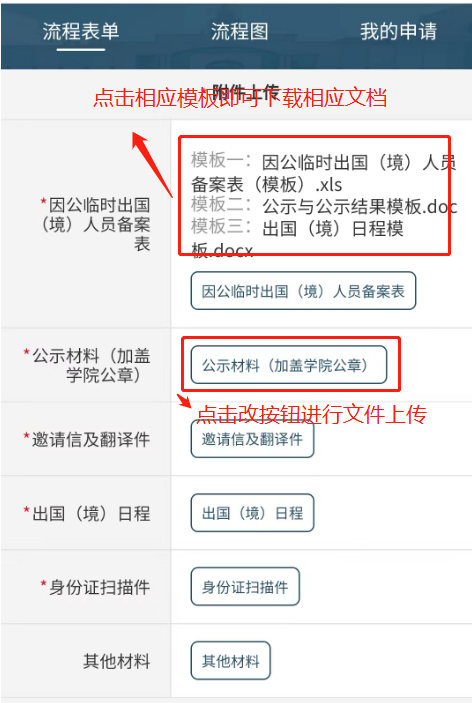 流程表单 流程图 我的申请
附件上传
点击相应模板即可下载相应文档
模板一：因公临时出国（境）人员
备案表（模板）.xls
模板二：公示与公示结果模板.doc
模板三：出国（境）日程模
板.docx
*因公临时出国
（境）人员备案
表
因公临时出国（境）人员备案表
*公示材料（加盖
学院公章）
公示材料（加盖学院公章）
点击改按钮进行文件上传
*邀请信及翻译件
邀请信及翻译件
*出国（境）日程
出国（境）日程
*身份证扫描件
身份证扫描件
其他材料
其他材料